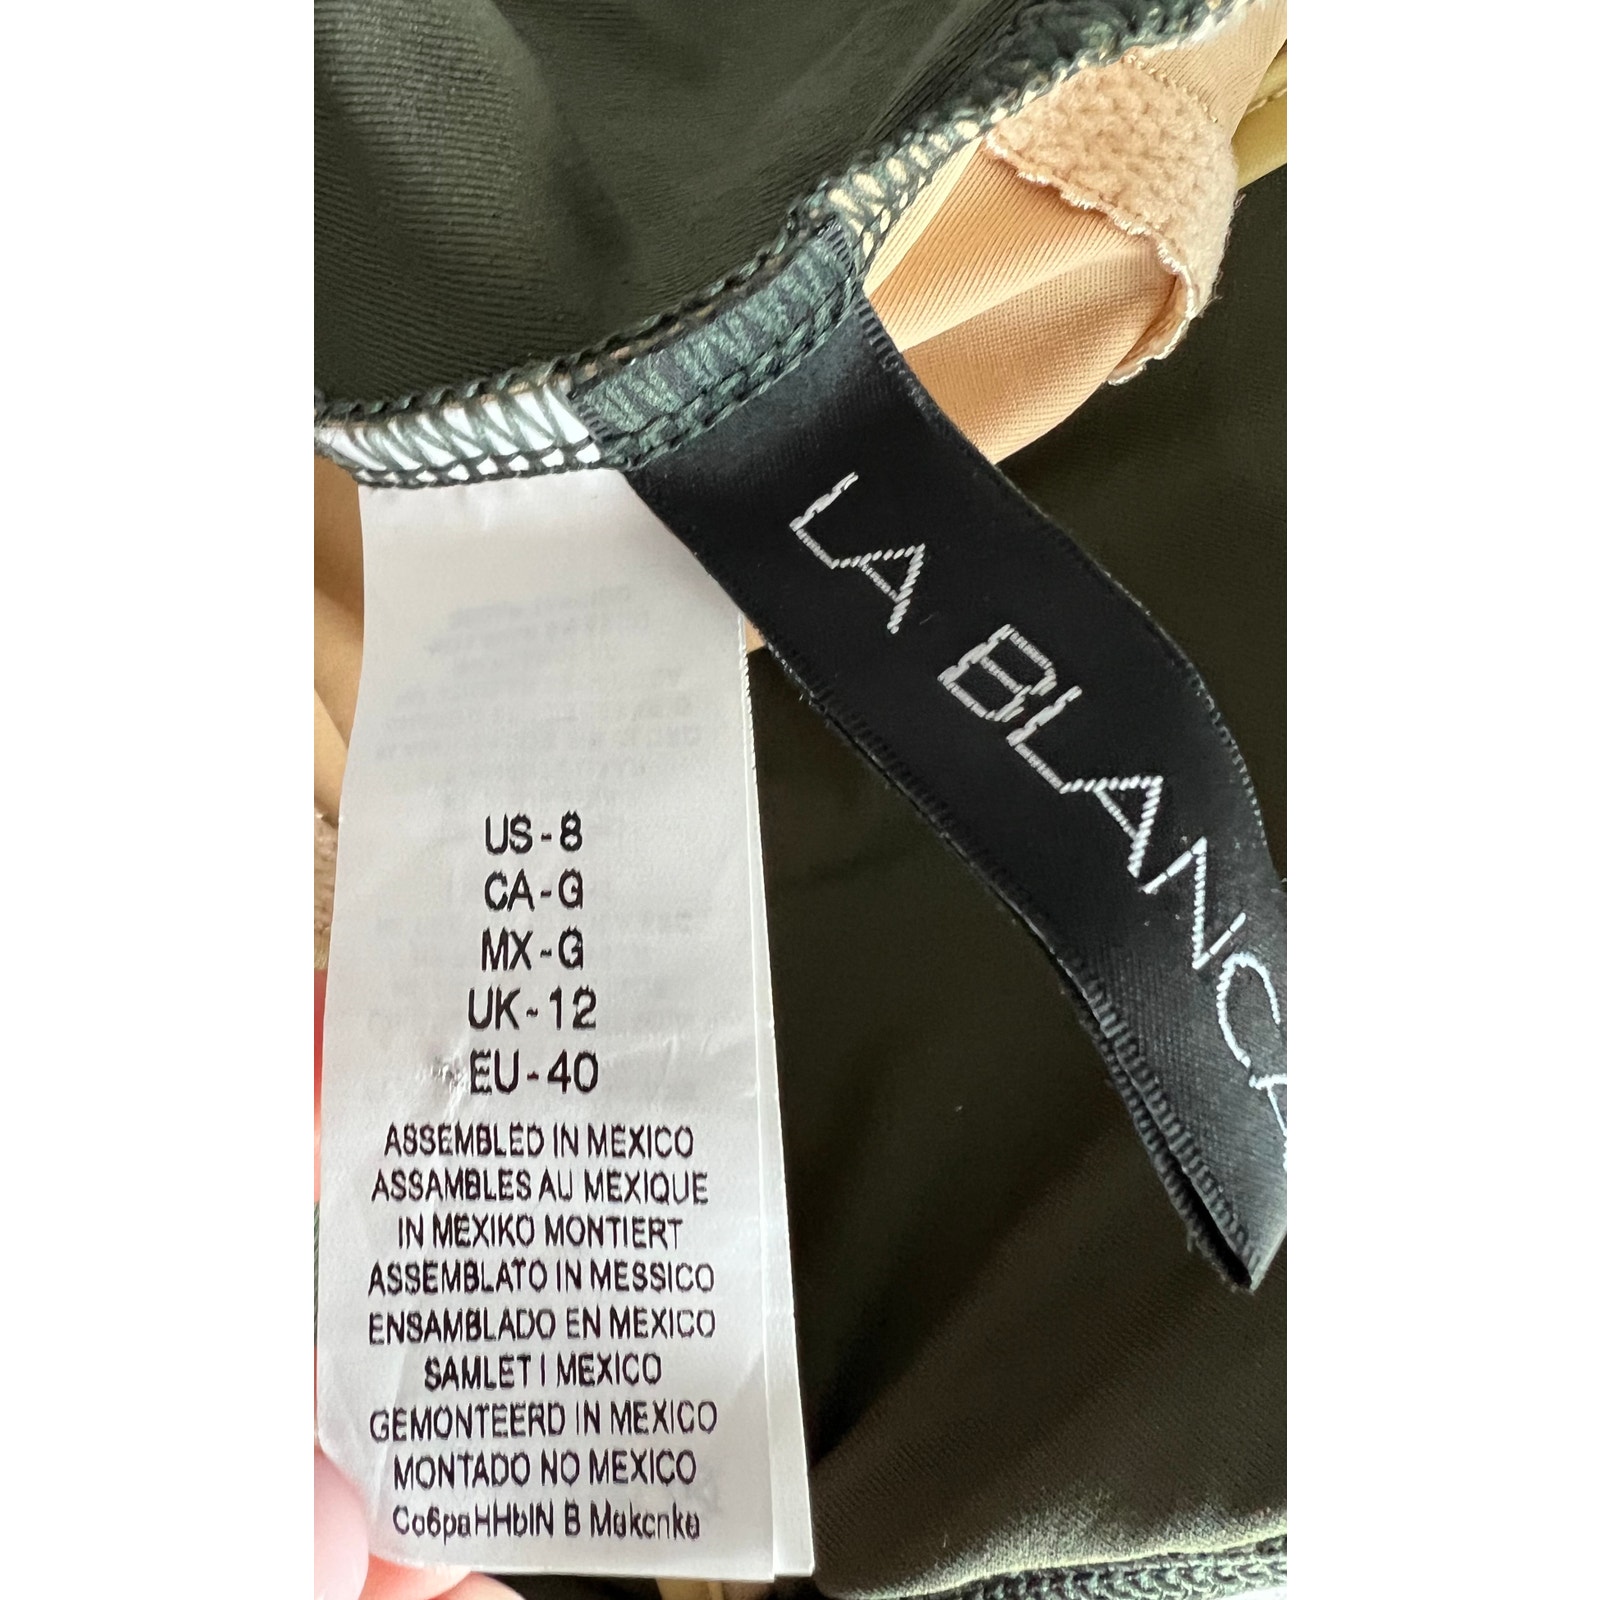 LA BLANCA
US-8
CA-G
MX-G
UK-12
EU-40
ASSEMBLED IN MEXICO
ASSAMBLES AU MEXIQUE
IN MEXIKO MONTIERT
ASSEMBLATO IN MESSICO
ENSAMBLADO EN MEXICO
SAMLET I MEXICO
GEMONTEERD IN MEXICO
MONTADO NO MEXICO
Co6paHHbIN B Mekcnke